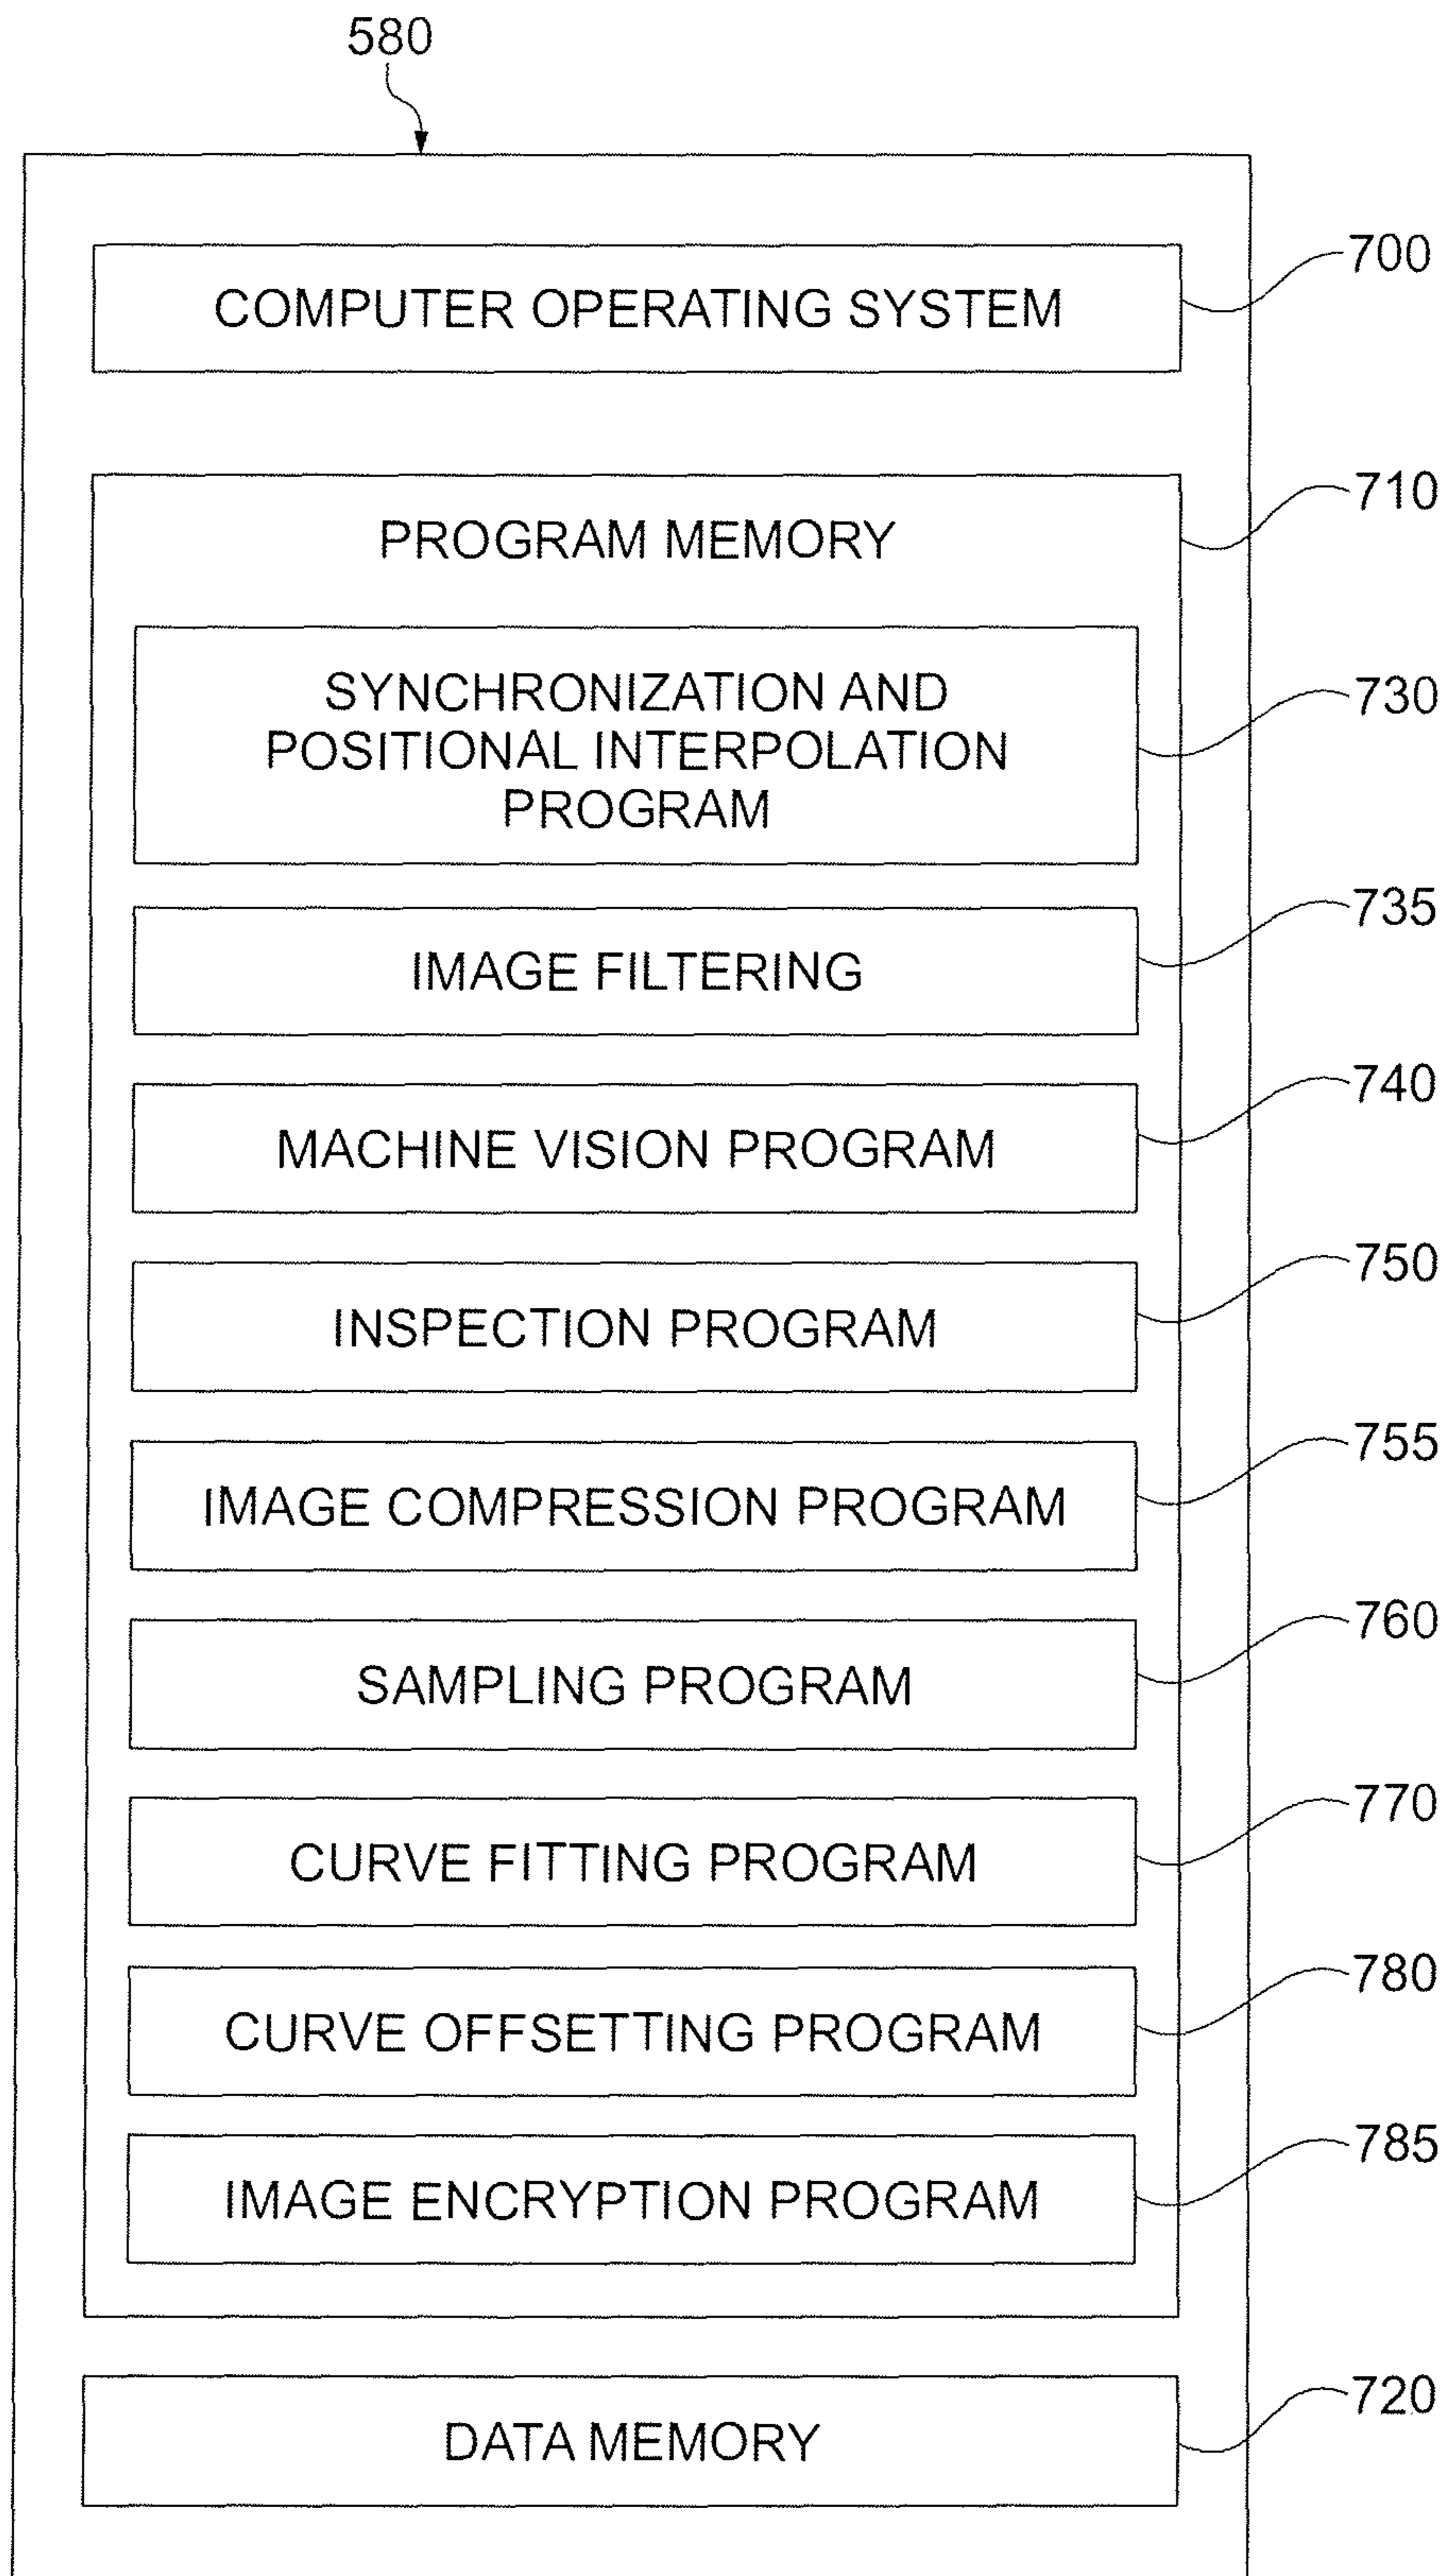 580
COMPUTER OPERATING SYSTEM
700
PROGRAM MEMORY
710
SYNCHRONIZATION AND
POSITIONAL INTERPOLATION
PROGRAM
730
IMAGE FILTERING
735
MACHINE VISION PROGRAM
740
INSPECTION PROGRAM
750
IMAGE COMPRESSION PROGRAM
755
SAMPLING PROGRAM
760
CURVE FITTING PROGRAM
770
CURVE OFFSETTING PROGRAM
780
IMAGE ENCRYPTION PROGRAM
785
DATA MEMORY
720